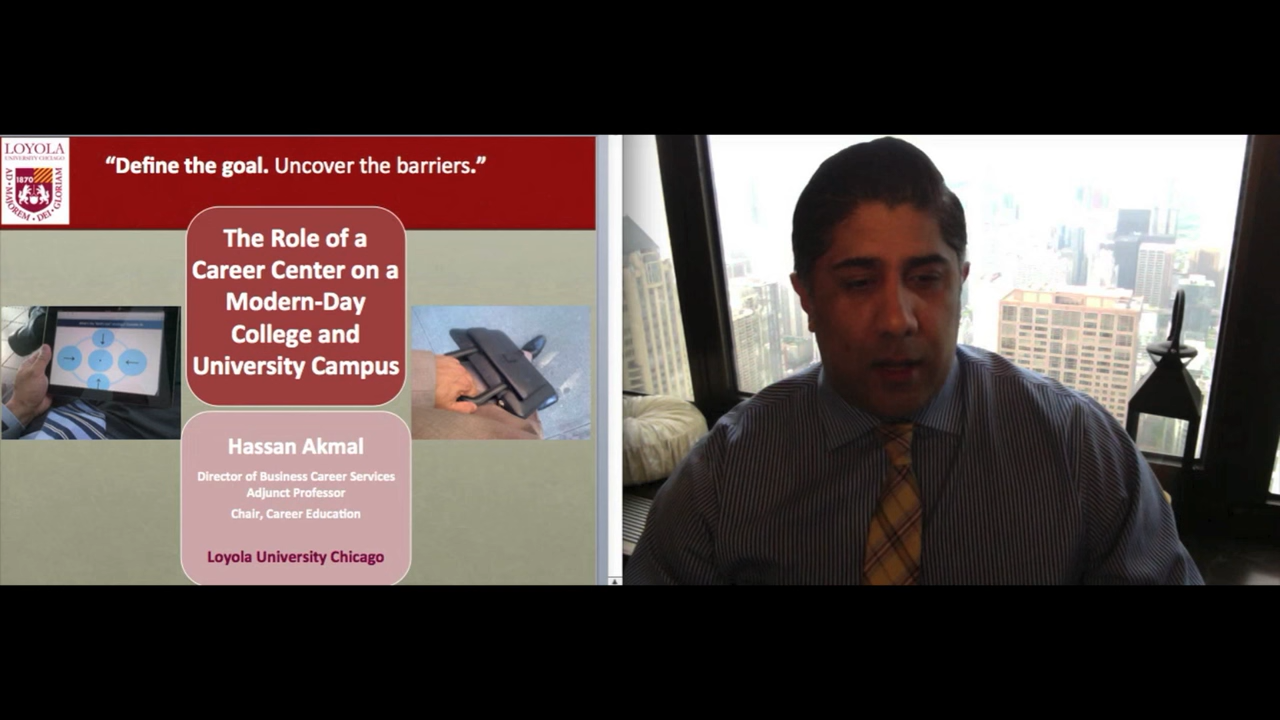 LOYOLA
UNIVERSITY CHICAGO
1870
AD • MAJOREM • DEI • GLORIAM
“Define the goal. Uncover the barriers.”
The Role of a
Career Center on a
Modern-Day
College and
University Campus
Hassan Akmal
Director of Business Career Services
Adjunct Professor
Chair, Career Education
Loyola University Chicago